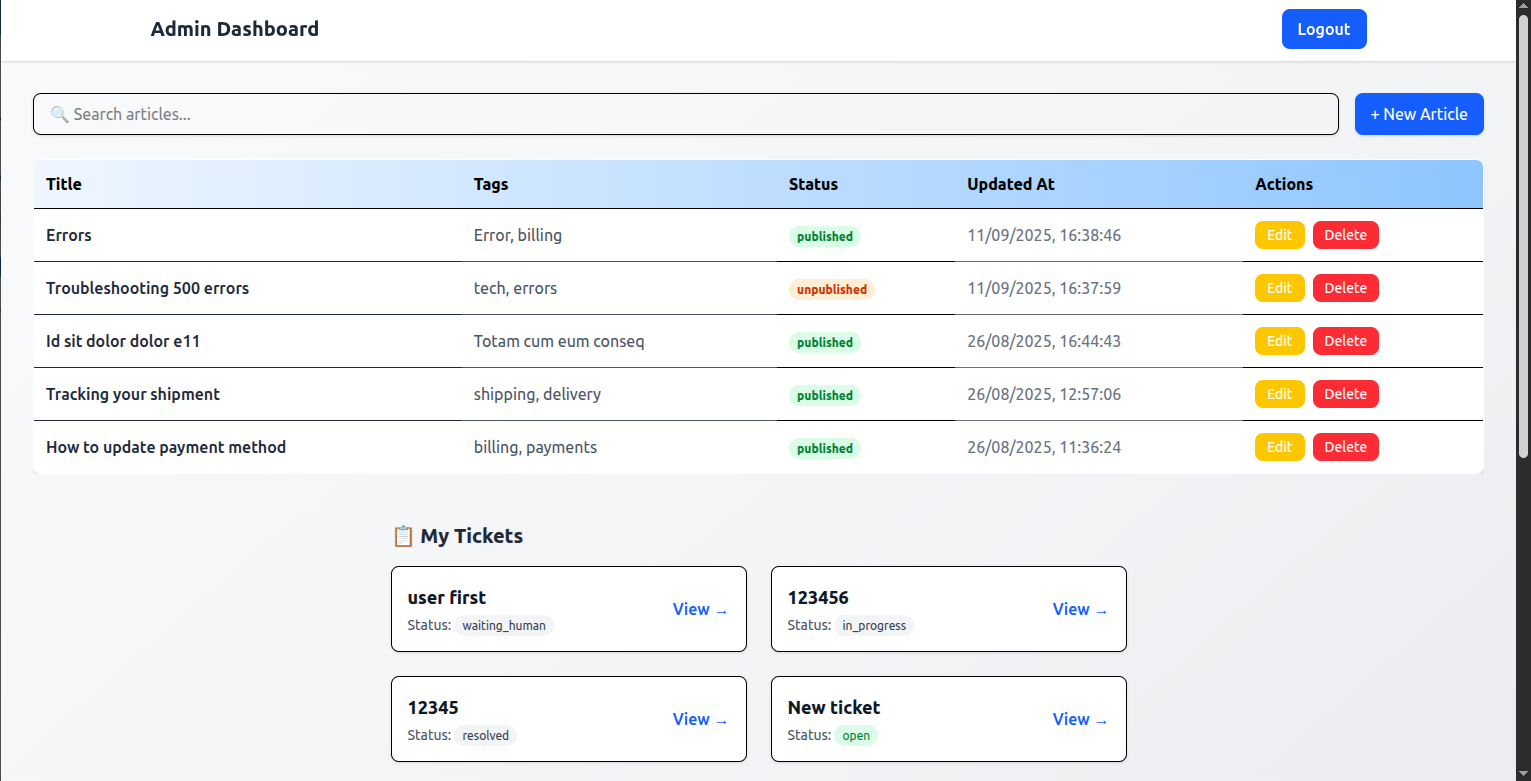 Admin Dashboard Logout
🔍 Search articles... + New Article
Title Tags Status Updated At Actions
Errors Error, billing published 11/09/2025, 16:38:46 Edit Delete
Troubleshooting 500 errors tech, errors unpublished 11/09/2025, 16:37:59 Edit Delete
Id sit dolor dolor e11 Totam cum eum conseq published 26/08/2025, 16:44:43 Edit Delete
Tracking your shipment shipping, delivery published 26/08/2025, 12:57:06 Edit Delete
How to update payment method billing, payments published 26/08/2025, 11:36:24 Edit Delete
📋 My Tickets
user first
Status: waiting_human
View →
123456
Status: in_progress
View →
12345
Status: resolved
View →
New ticket
Status: open
View →